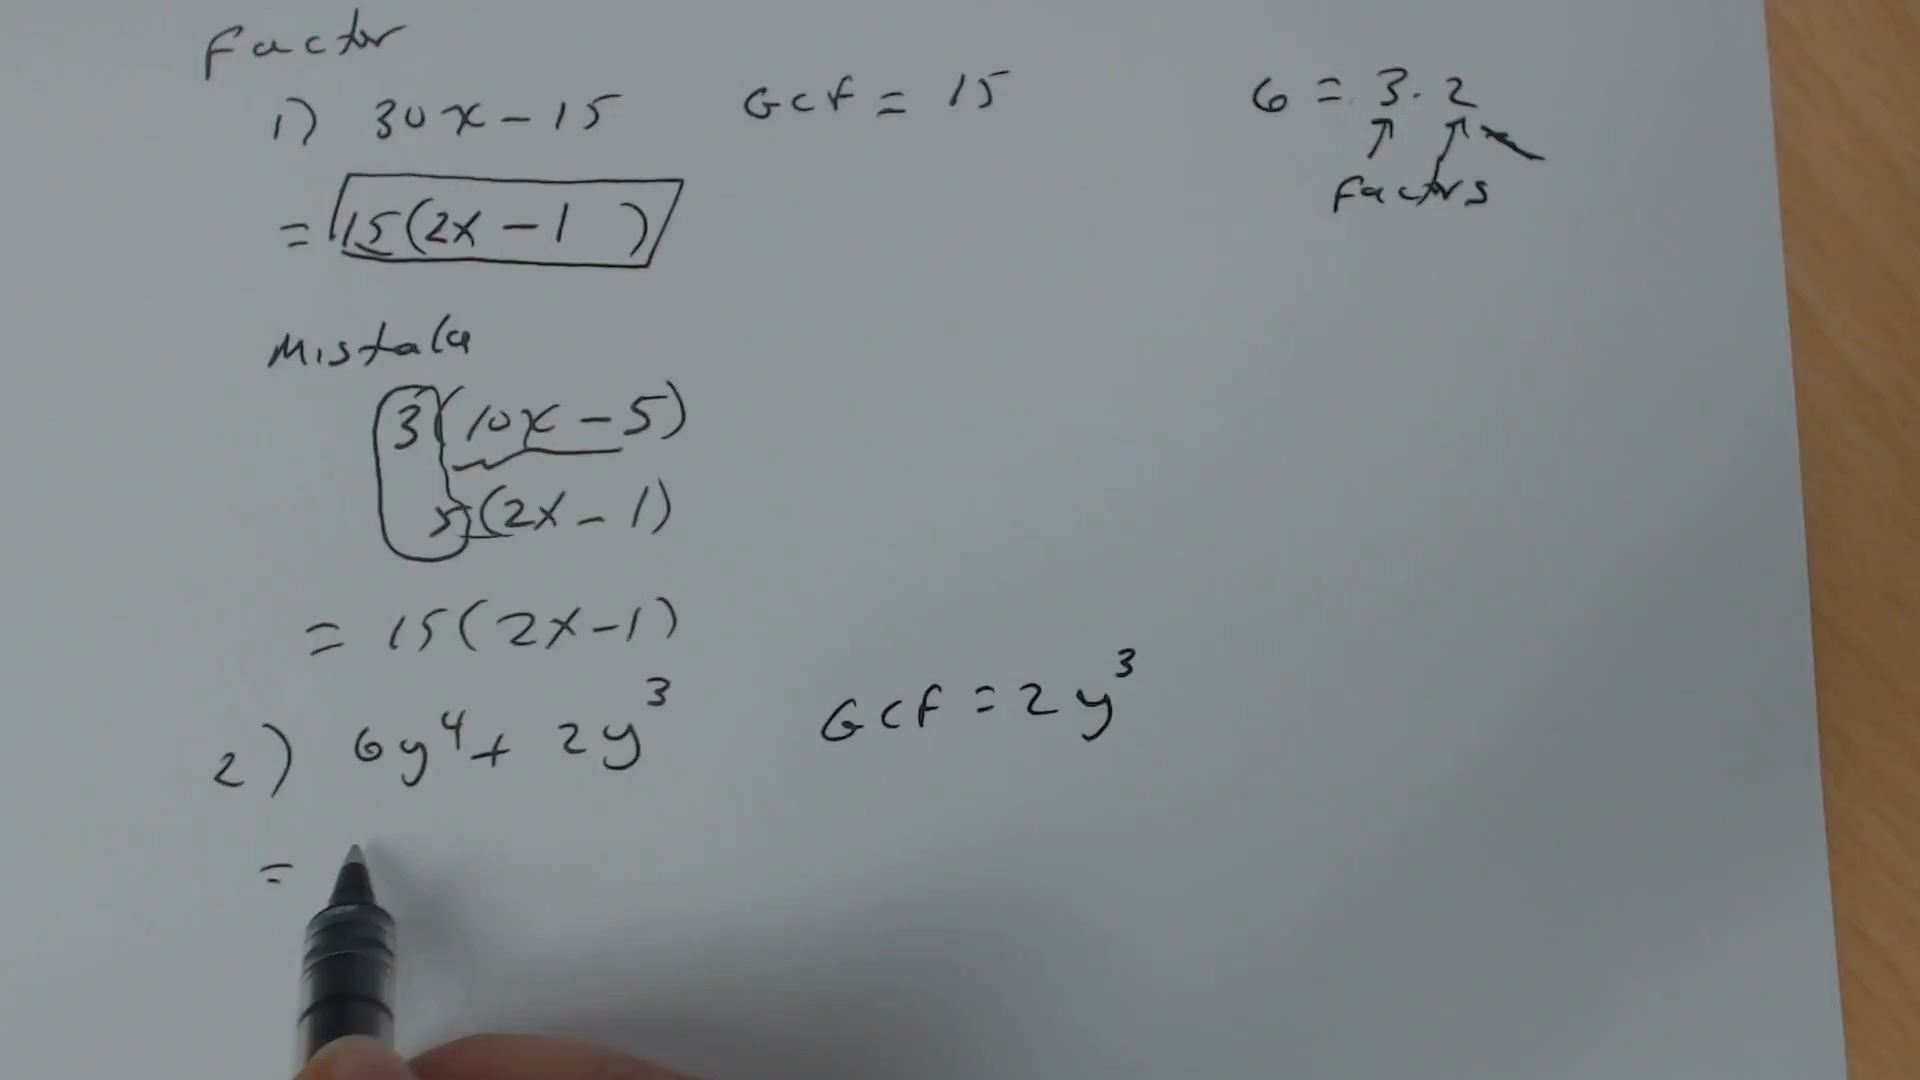 Factor
1) 30x - 15 GCF = 15 6 = 3 · 2
= 15(2x - 1 ) Factors
3(10x - 5)
5(2x - 1)
= 15(2x - 1)
2) 6y⁴ + 2y³ GCF = 2y³
=